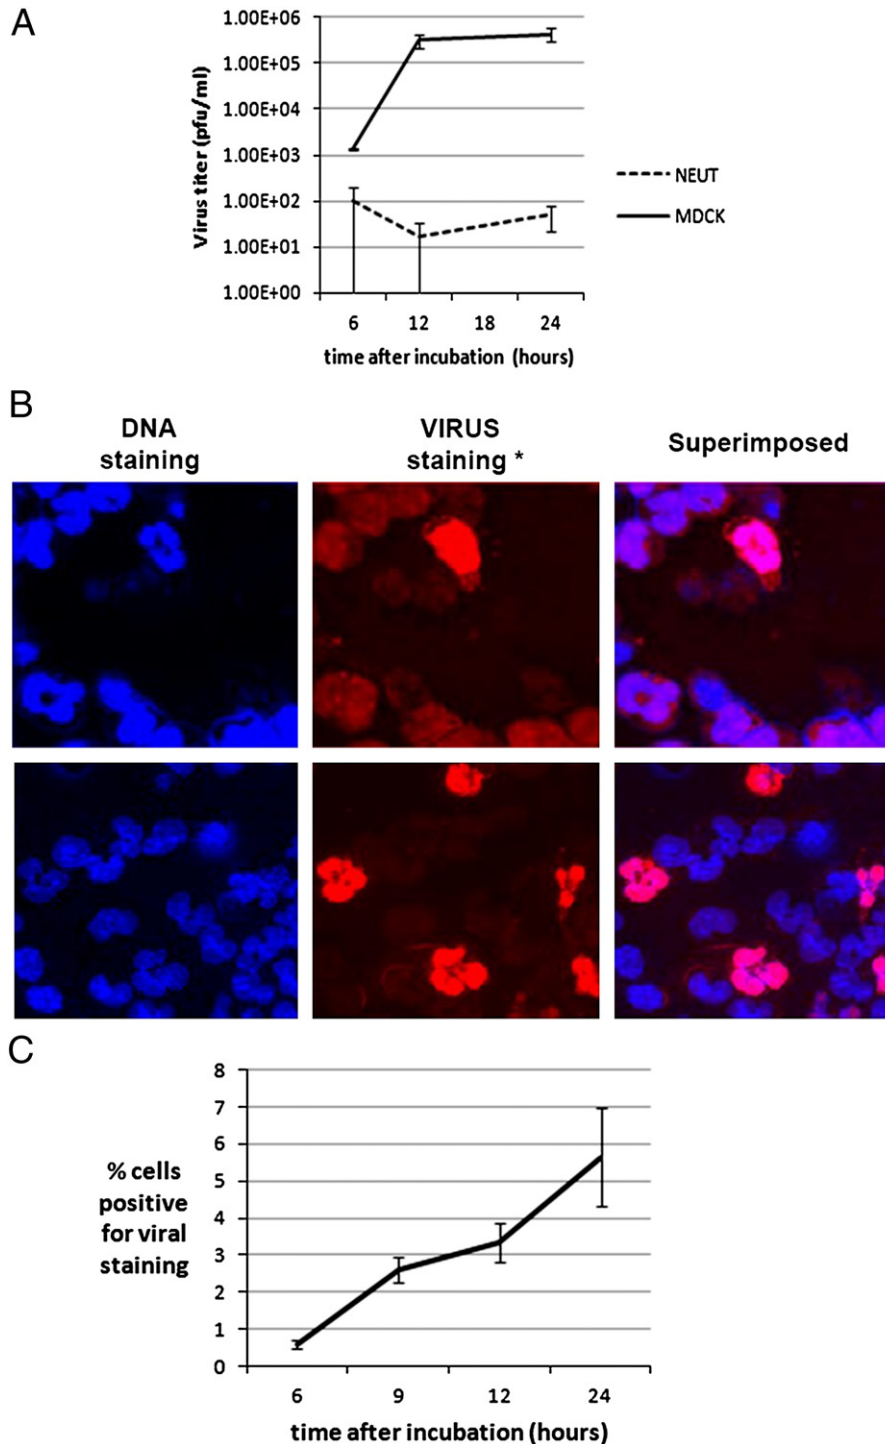 A
1.00E+06
1.00E+05
1.00E+04
1.00E+03
1.00E+02
1.00E+01
1.00E+00
Virus titer (pfu/ml)
6 12 18 24
time after incubation (hours)
NEUT
MDCK
B
DNA
staining
VIRUS
staining *
Superimposed
C
8
7
6
5
4
3
2
1
0
% cells
positive
for viral
staining
6 9 12 24
time after incubation (hours)